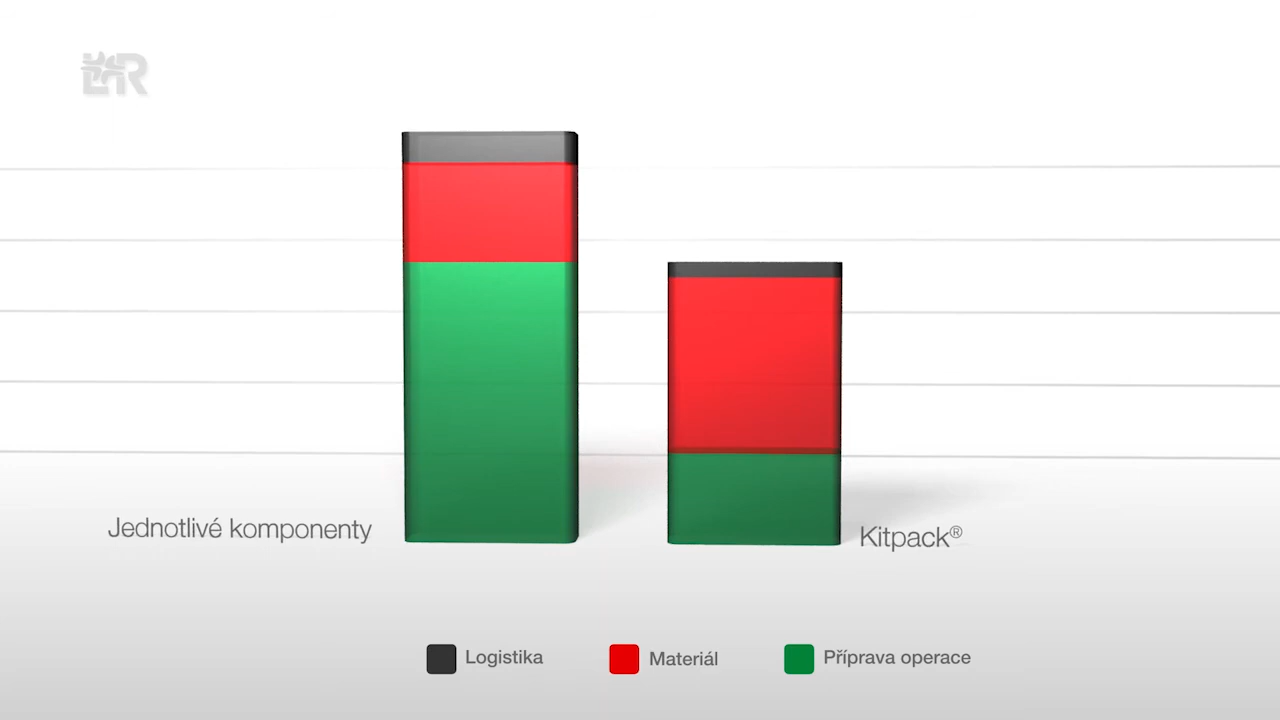 L&R
Jednotlivé komponenty
Kitpack®
Logistika
Materiál
Příprava operace